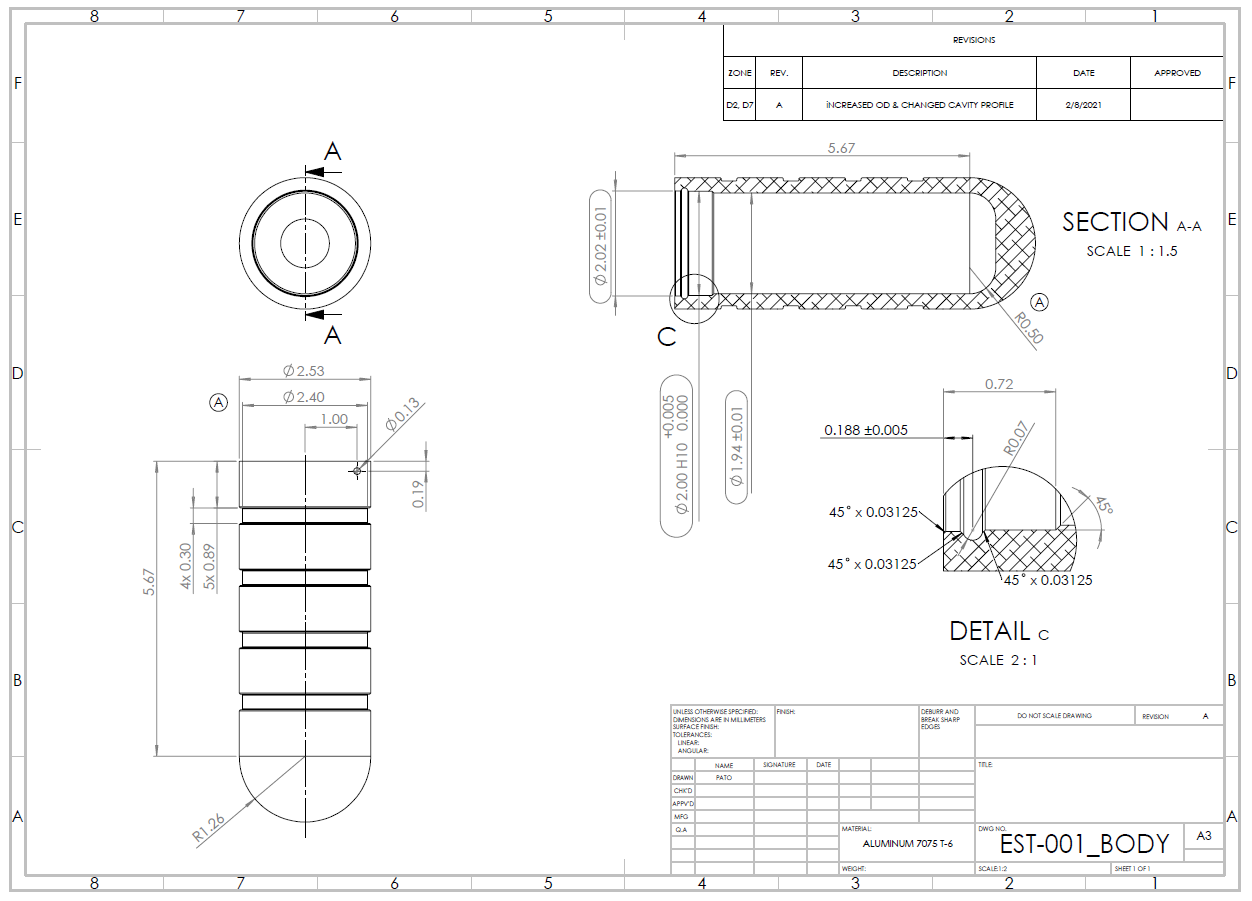 8 7 6 5 4 3 2 1
F
E
D
C
B
A
F
E
D
C
B
A
REVISIONS
ZONE REV. DESCRIPTION DATE APPROVED
D2, D7 A iNCREASED OD & CHANGED CAVITY PROFILE 2/8/2021
A
A
5.67
∅2.02 ±0.01
SECTION A-A
SCALE 1 : 1.5
A
R0.50
C
∅2.00 H10 +0.005 0.000
∅1.94 ±0.01
∅2.53
∅2.40
A
1.00
∅0.13
0.19
5.67
4x 0.30
5x 0.89
R1.26
0.72
0.188 ±0.005
R0.07
45° x 0.03125
45°
45° x 0.03125
45° x 0.03125
DETAIL C
SCALE 2 : 1
UNLESS OTHERWISE SPECIFIED:
DIMENSIONS ARE IN MILLIMETERS
SURFACE FINISH:
TOLERANCES:
LINEAR:
ANGULAR:
FINISH:
DEBURR AND
BREAK SHARP
EDGES
DO NOT SCALE DRAWING
REVISION A
NAME SIGNATURE DATE
DRAWN PATO
CHK'D
APPV'D
MFG
Q.A
TITLE:
MATERIAL:
ALUMINUM 7075 T-6
WEIGHT:
DWG NO.
EST-001_BODY
A3
SCALE:1:2
SHEET 1 OF 1
8 7 6 5 4 3 2 1